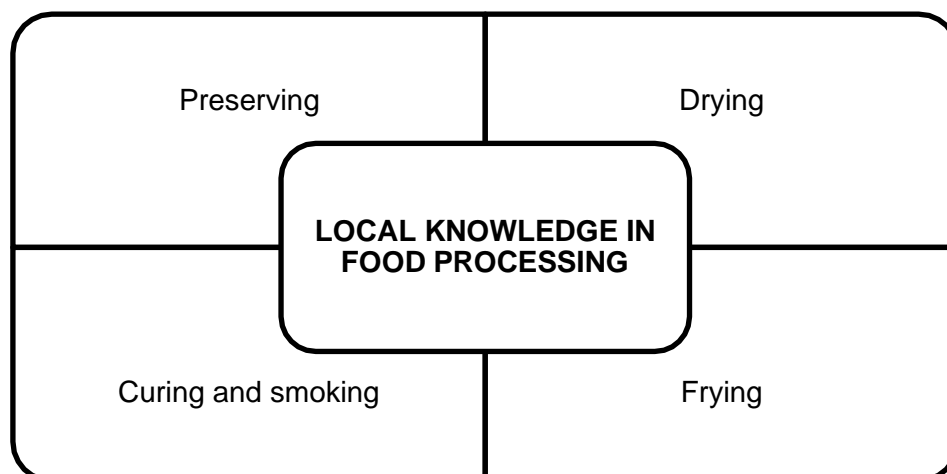 Preserving
Drying
LOCAL KNOWLEDGE IN
FOOD PROCESSING
Curing and smoking
Frying